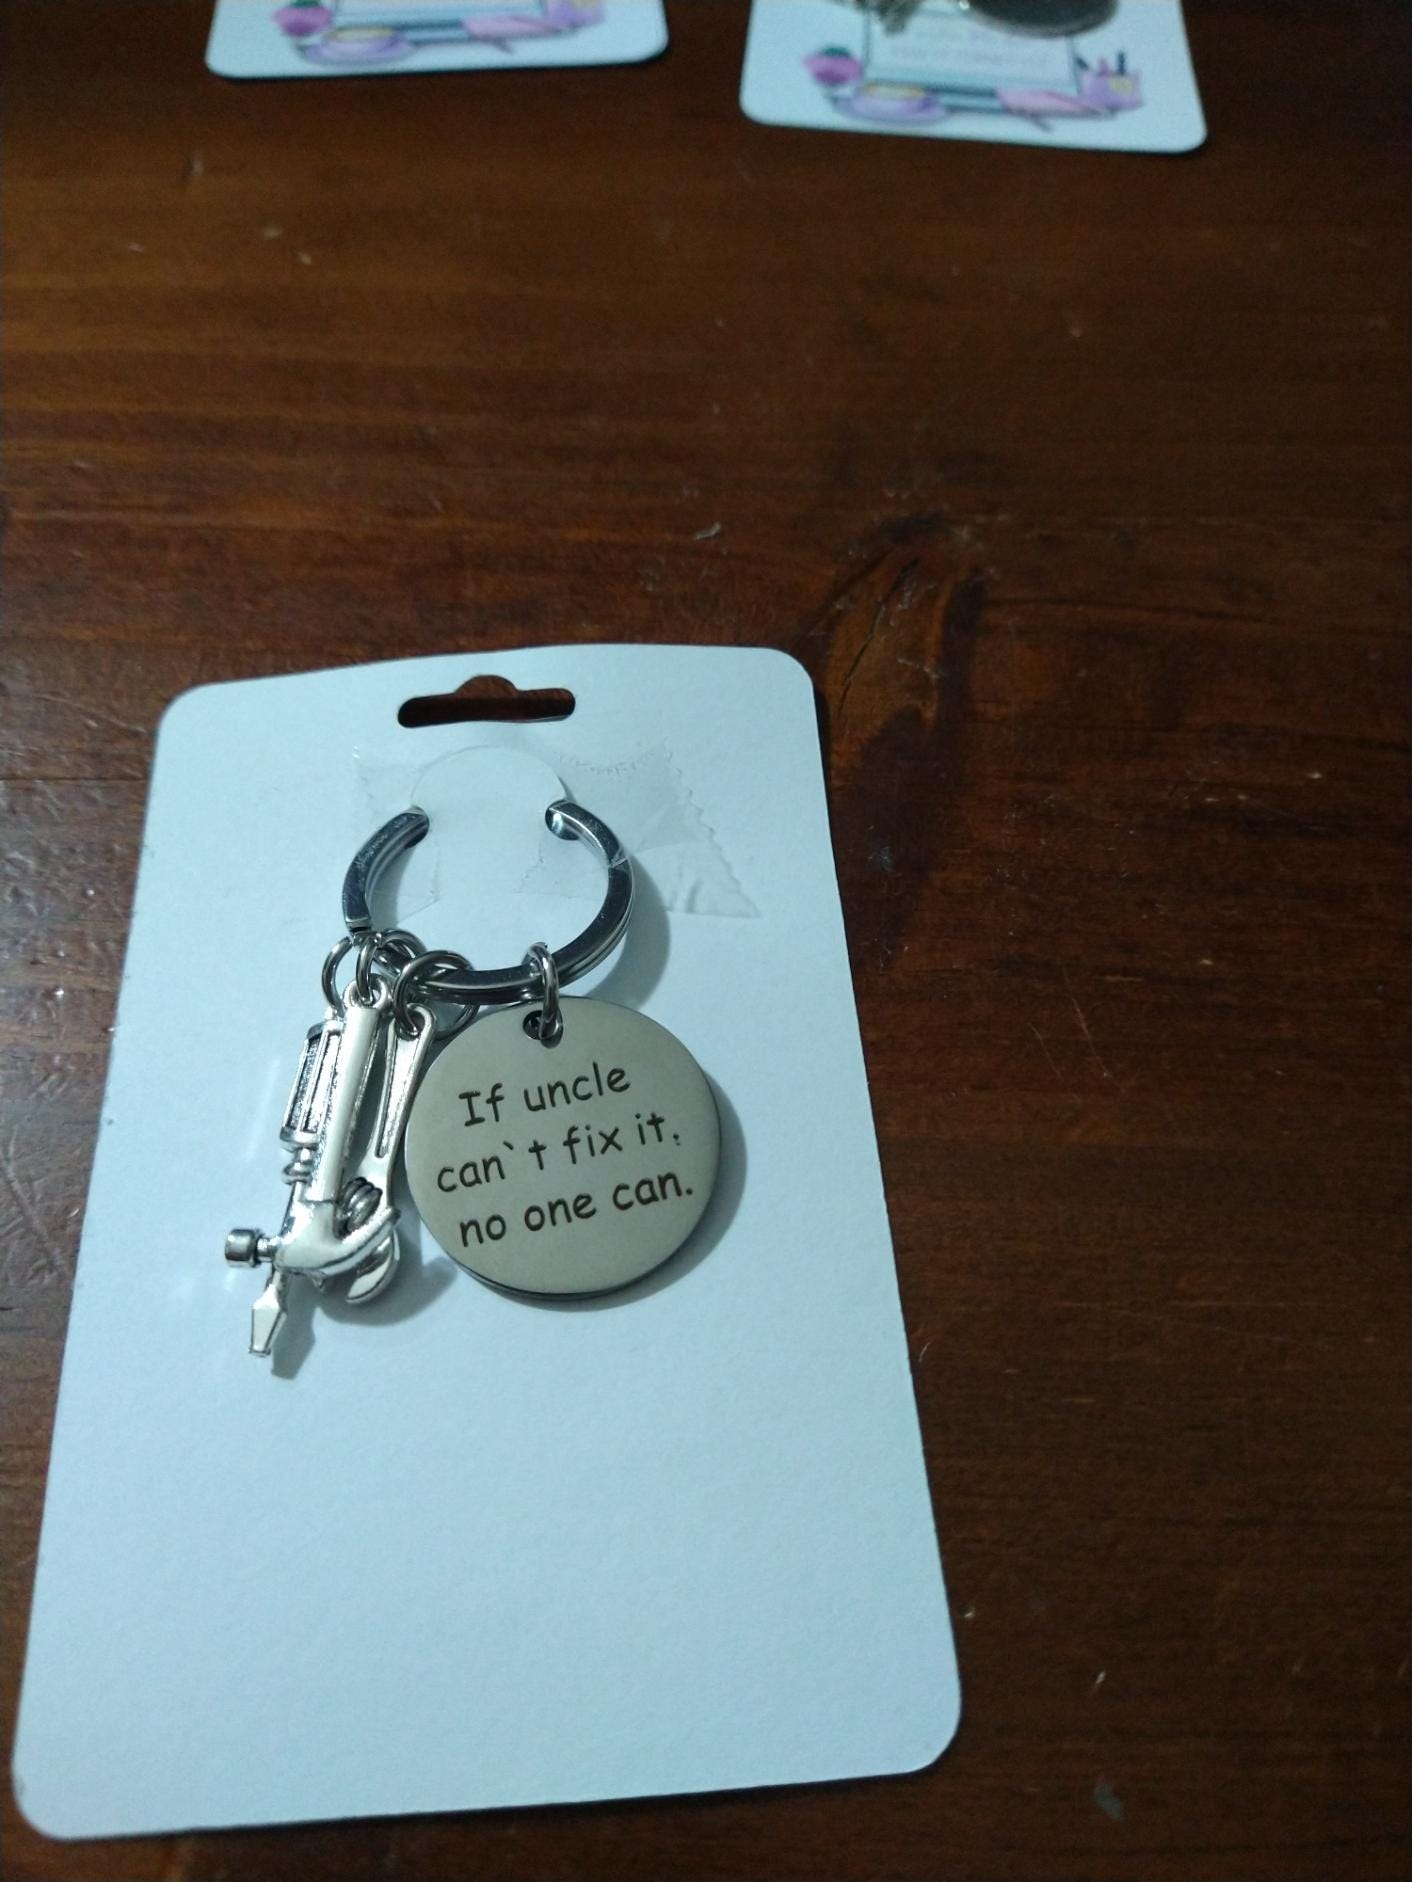 If uncle
can`t fix it.
no one can.